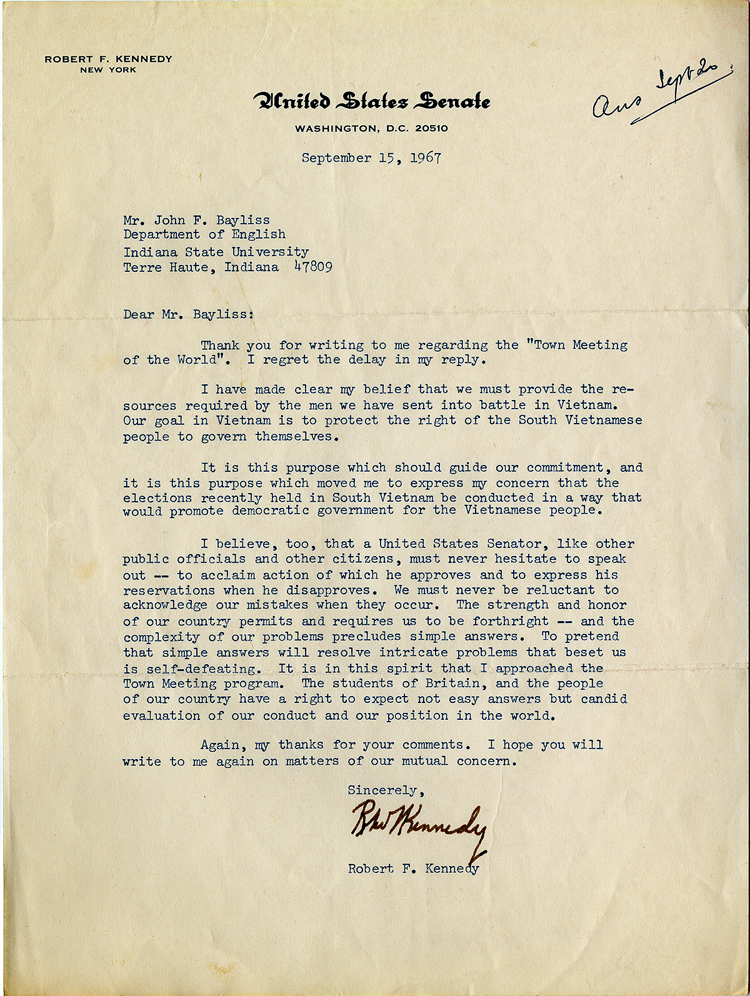 ROBERT F. KENNEDY
NEW YORK
Ans Sept 20.
United States Senate
WASHINGTON, D.C. 20510
September 15, 1967
Mr. John F. Bayliss
Department of English
Indiana State University
Terre Haute, Indiana 47809
Dear Mr. Bayliss:
Thank you for writing to me regarding the "Town Meeting
of the World". I regret the delay in my reply.
I have made clear my belief that we must provide the re-
sources required by the men we have sent into battle in Vietnam.
Our goal in Vietnam is to protect the right of the South Vietnamese
people to govern themselves.
It is this purpose which should guide our commitment, and
it is this purpose which moved me to express my concern that the
elections recently held in South Vietnam be conducted in a way that
would promote democratic government for the Vietnamese people.
I believe, too, that a United States Senator, like other
public officials and other citizens, must never hesitate to speak
out -- to acclaim action of which he approves and to express his
reservations when he disapproves. We must never be reluctant to
acknowledge our mistakes when they occur. The strength and honor
of our country permits and requires us to be forthright -- and the
complexity of our problems precludes simple answers. To pretend
that simple answers will resolve intricate problems that beset us
is self-defeating. It is in this spirit that I approached the
Town Meeting program. The students of Britain, and the people
of our country have a right to expect not easy answers but candid
evaluation of our conduct and our position in the world.
Again, my thanks for your comments. I hope you will
write to me again on matters of our mutual concern.
Sincerely,
Robt Kennedy
Robert F. Kennedy